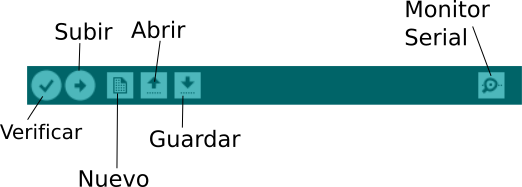 Monitor
Serial
Subir
Abrir
Verificar
Guardar
Nuevo